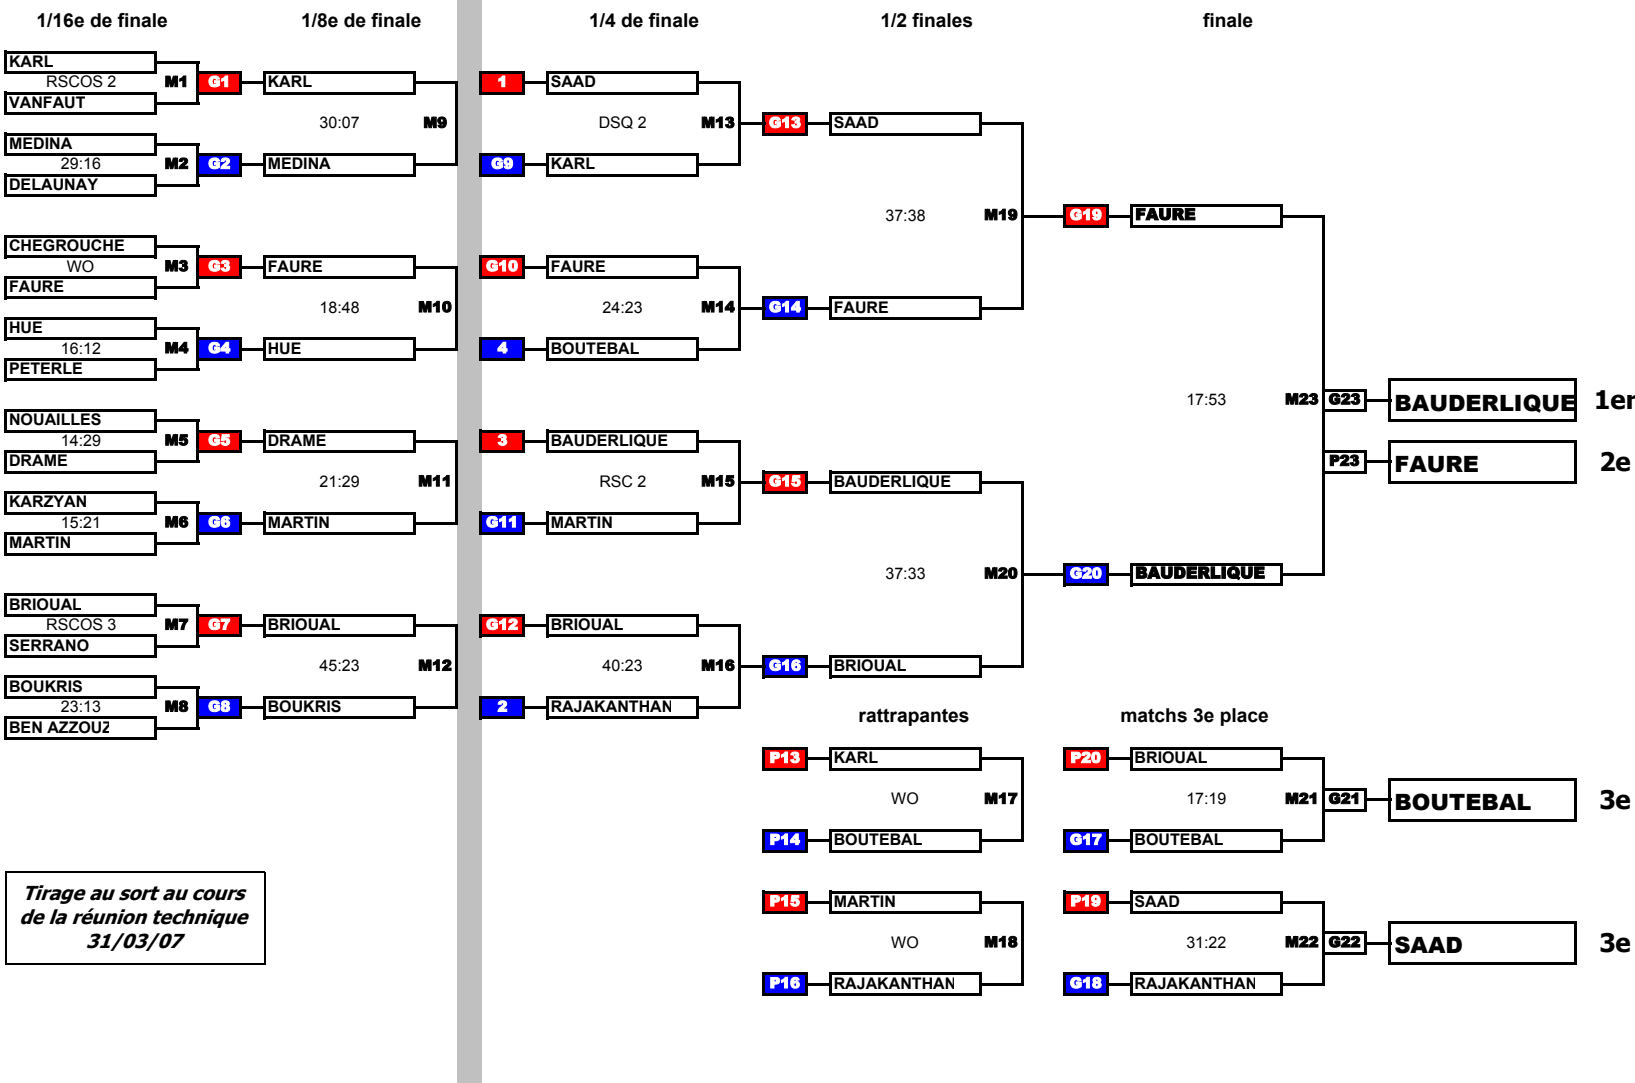 1/16e de finale 1/8e de finale 1/4 de finale 1/2 finales finale
KARL
RSCOS 2 M1 G1 KARL 1 SAAD
VANFAUT
30:07 M9 DSQ 2 M13 G13 SAAD
MEDINA
29:16 M2 G2 MEDINA G9 KARL
DELAUNAY
37:38 M19 G19 FAURE
CHEGROUCHE
WO M3 G3 FAURE G10 FAURE
FAURE
18:48 M10 24:23 M14 G14 FAURE
HUE
16:12 M4 G4 HUE 4 BOUTEBAL
PETERLE
17:53 M23 G23 BAUDERLIQUE 1er
NOUAILLES
14:29 M5 G5 DRAME 3 BAUDERLIQUE
DRAME
P23 FAURE 2e
21:29 M11 RSC 2 M15 G15 BAUDERLIQUE
KARZYAN
15:21 M6 G6 MARTIN G11 MARTIN
MARTIN
37:33 M20 G20 BAUDERLIQUE
BRIOUAL
RSCOS 3 M7 G7 BRIOUAL G12 BRIOUAL
SERRANO
45:23 M12 40:23 M16 G16 BRIOUAL
BOUKRIS
23:13 M8 G8 BOUKRIS 2 RAJAKANTHAN
BEN AZZOUZ
rattrapantes matchs 3e place
P13 KARL P20 BRIOUAL
WO M17 17:19 M21 G21 BOUTEBAL 3e
P14 BOUTEBAL G17 BOUTEBAL
Tirage au sort au cours
de la réunion technique
31/03/07
P15 MARTIN P19 SAAD
WO M18 31:22 M22 G22 SAAD 3e
P16 RAJAKANTHAN G18 RAJAKANTHAN